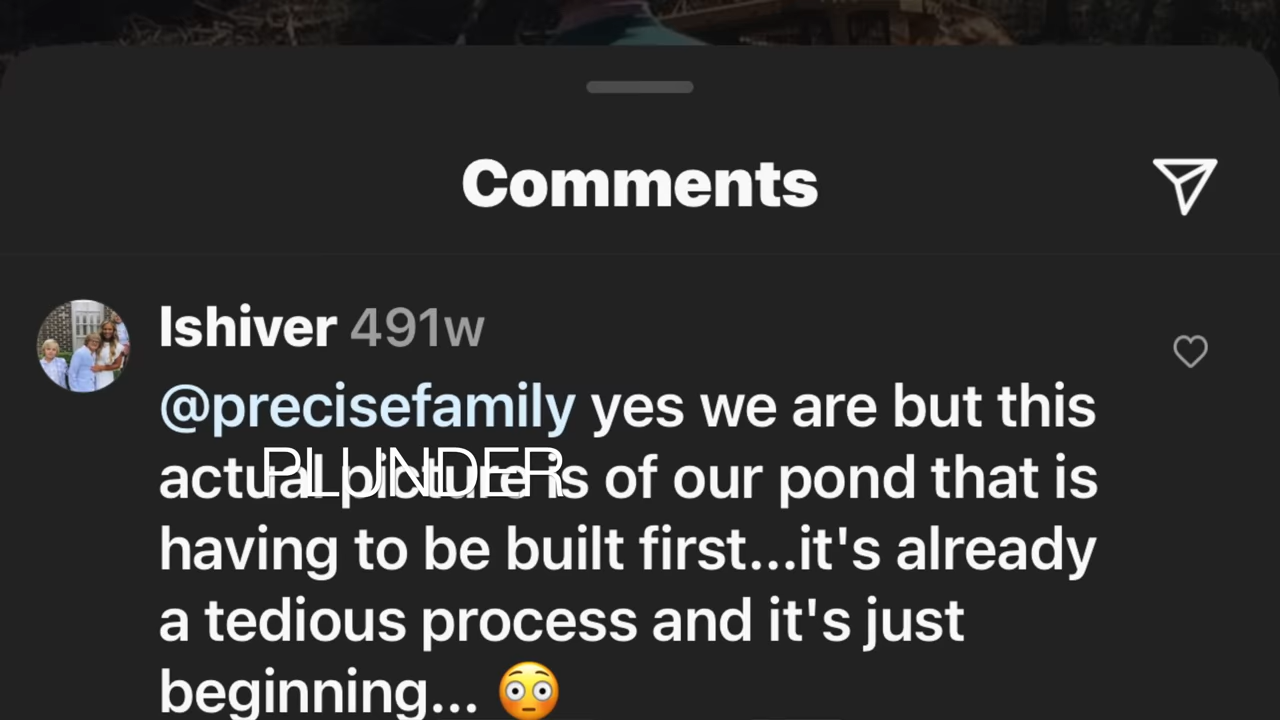 Comments
lshiver 491w
@precisefamily yes we are but this
actual picture is of our pond that is
PLUNDER
having to be built first...it's already
a tedious process and it's just
beginning... 😳